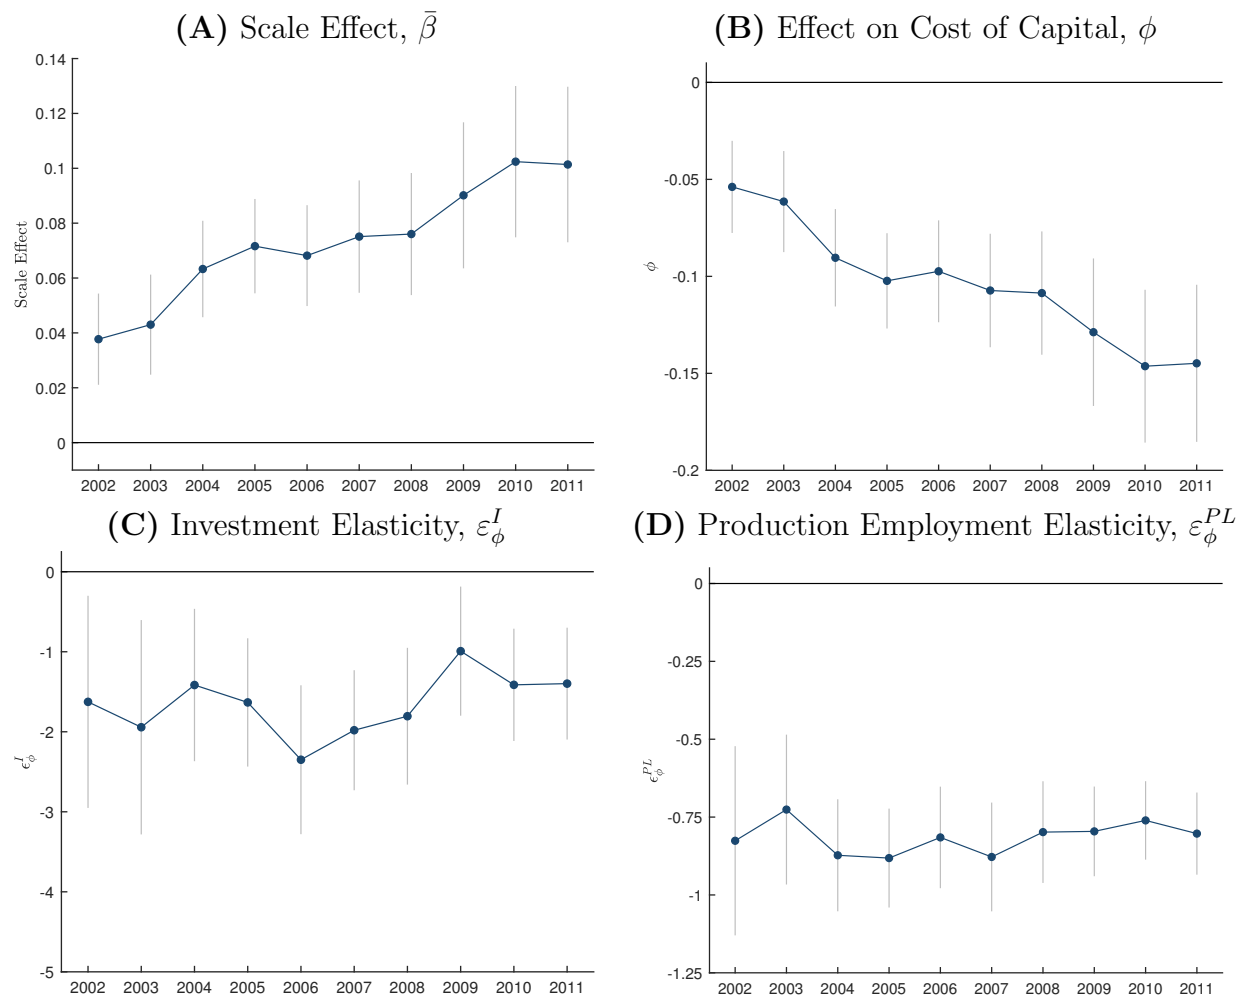 (A) Scale Effect, β̄
Scale Effect
0.14
0.12
0.1
0.08
0.06
0.04
0.02
0
2002 2003 2004 2005 2006 2007 2008 2009 2010 2011
(B) Effect on Cost of Capital, ϕ
ϕ
0
-0.05
-0.1
-0.15
-0.2
2002 2003 2004 2005 2006 2007 2008 2009 2010 2011
(C) Investment Elasticity, ε^I_ϕ
ϵ^I_ϕ
0
-1
-2
-3
-4
-5
2002 2003 2004 2005 2006 2007 2008 2009 2010 2011
(D) Production Employment Elasticity, ε^{PL}_ϕ
ϵ^{PL}_ϕ
0
-0.25
-0.5
-0.75
-1
-1.25
2002 2003 2004 2005 2006 2007 2008 2009 2010 2011